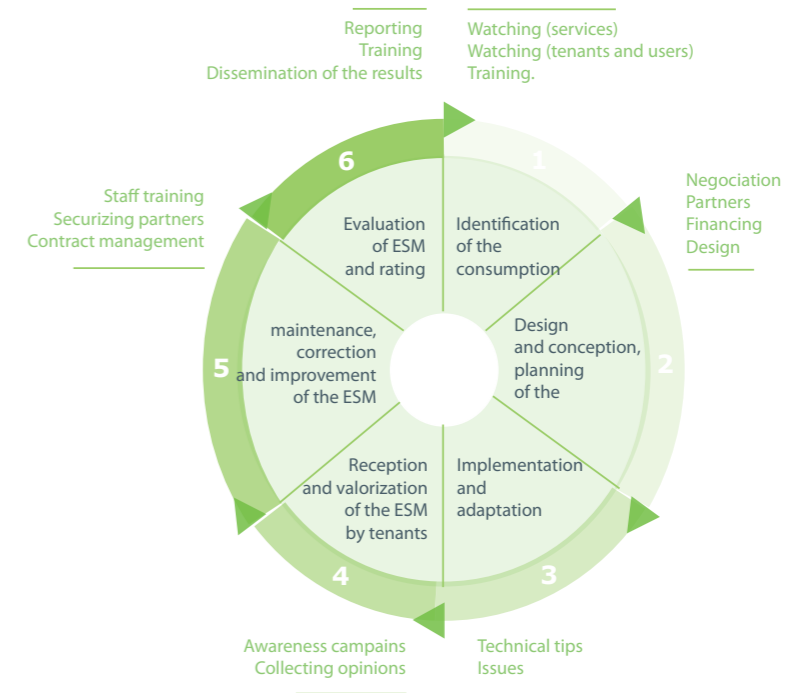 Reporting
Training
Dissemination of the results
Watching (services)
Watching (tenants and users)
Training.
Negociation
Partners
Financing
Design
Staff training
Securizing partners
Contract management
1
Identification
of the
consumption
2
Design
and conception,
planning
of the
3
Implementation
and
adaptation
4
Reception
and valorization
of the ESM
by tenants
5
maintenance,
correction
and improvement
of the ESM
6
Evaluation
of ESM
and rating
Technical tips
Issues
Awareness campains
Collecting opinions